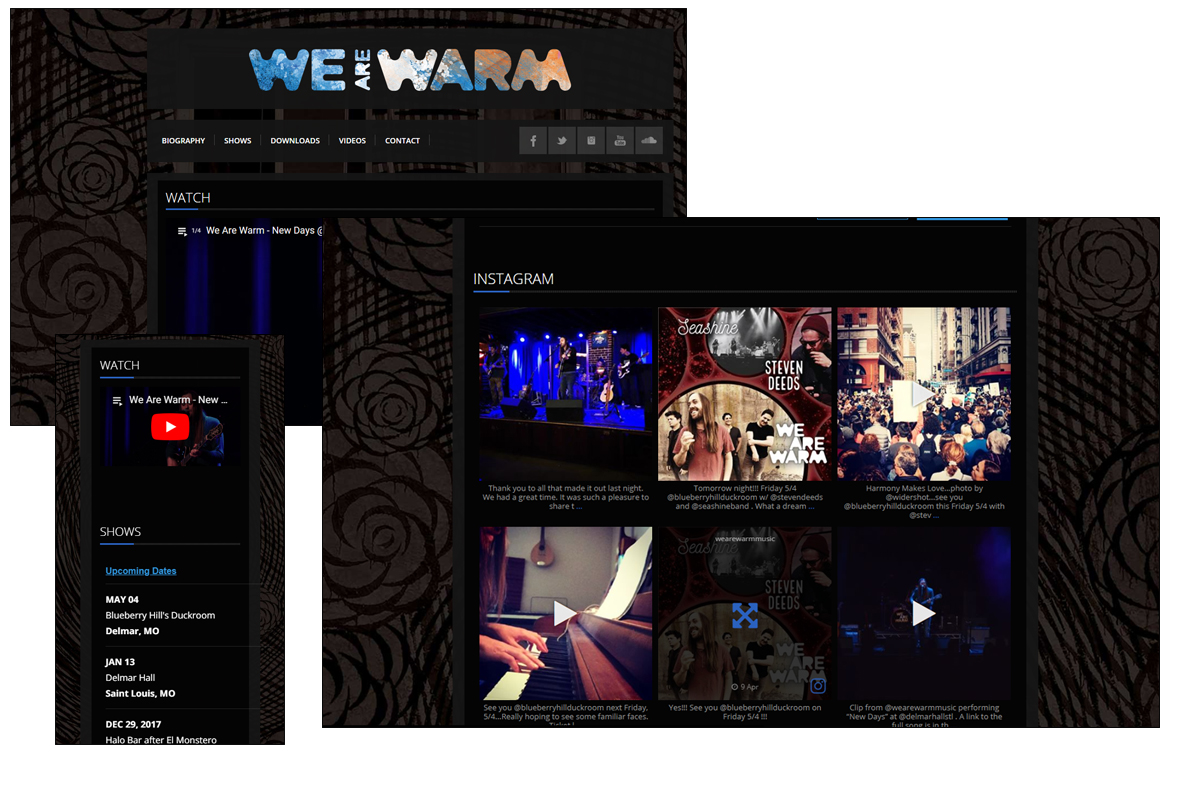 WE ARE WARM
BIOGRAPHY
SHOWS
DOWNLOADS
VIDEOS
CONTACT
You
Tube
WATCH
1/4 We Are Warm - New Days @
WATCH
We Are Warm - New ...
SHOWS
Upcoming Dates
MAY 04
Blueberry Hill's Duckroom
Delmar, MO
JAN 13
Delmar Hall
Saint Louis, MO
DEC 29, 2017
Halo Bar after El Monstero
INSTAGRAM
Seashine
STEVEN
DEEDS
WE
ARE
WARM
Thank you to all that made it out last night.
We had a great time. It was such a pleasure to
share t ...
Tomorrow night!!! Friday 5/4
@blueberryhillduckroom w/ @stevendeeds
and @seashineband . What a dream ...
Harmony Makes Love...photo by
@widershot...see you
@blueberryhillduckroom this Friday 5/4 with
@stev ...
wearewarmmusic
Seashine
STEVEN
DEEDS
WE
ARE
WARM
9 Apr
See you @blueberryhillduckroom next Friday,
5/4...Really hoping to see some familiar faces.
Ticket l ...
Yes!!! See you @blueberryhillduckroom on
Friday 5/4 !!!
Clip from @wearewarmmusic performing
"New Days" at @delmarhallstl . A link to the
full song is in th ...